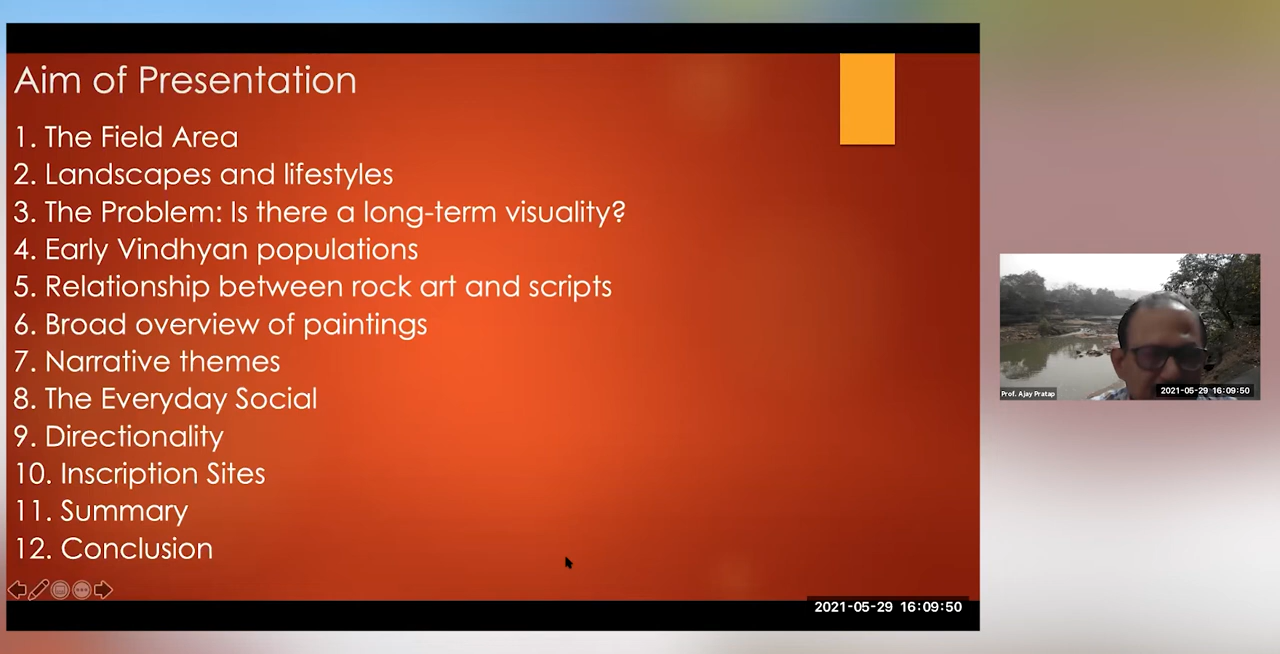 Aim of Presentation
1. The Field Area
2. Landscapes and lifestyles
3. The Problem: Is there a long-term visuality?
4. Early Vindhyan populations
5. Relationship between rock art and scripts
6. Broad overview of paintings
7. Narrative themes
8. The Everyday Social
9. Directionality
10. Inscription Sites
11. Summary
12. Conclusion
2021-05-29 16:09:50
Prof. Ajay Pratap
2021-05-29 16:09:50